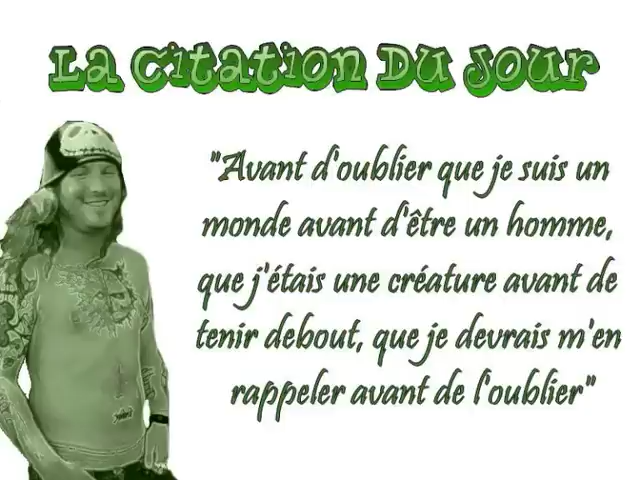 La Citation Du Jour
"Avant d'oublier que je suis un
monde avant d'être un homme,
que j'étais une créature avant de
tenir debout, que je devrais m'en
rappeler avant de l'oublier"